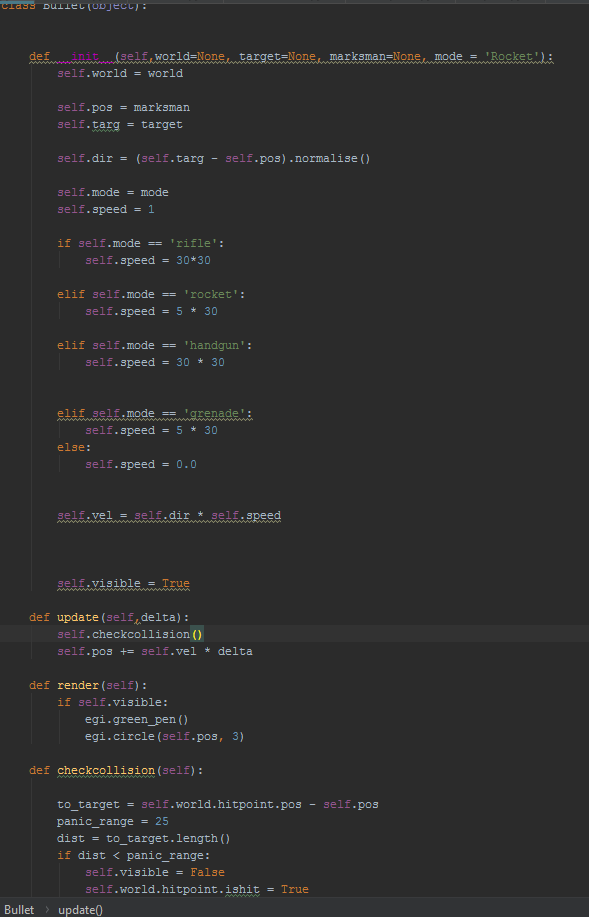 class Bullet(object):
def __init__(self,world=None, target=None, marksman=None, mode = 'Rocket'):
self.world = world
self.pos = marksman
self.targ = target
self.dir = (self.targ - self.pos).normalise()
self.mode = mode
self.speed = 1
if self.mode == 'rifle':
self.speed = 30*30
elif self.mode == 'rocket':
self.speed = 5 * 30
elif self.mode == 'handgun':
self.speed = 30 * 30
elif self.mode == 'grenade':
self.speed = 5 * 30
else:
self.speed = 0.0
self.vel = self.dir * self.speed
self.visible = True
def update(self,delta):
self.checkcollision()
self.pos += self.vel * delta
def render(self):
if self.visible:
egi.green_pen()
egi.circle(self.pos, 3)
def checkcollision(self):
to_target = self.world.hitpoint.pos - self.pos
panic_range = 25
dist = to_target.length()
if dist < panic_range:
self.visible = False
self.world.hitpoint.ishit = True
Bullet > update()